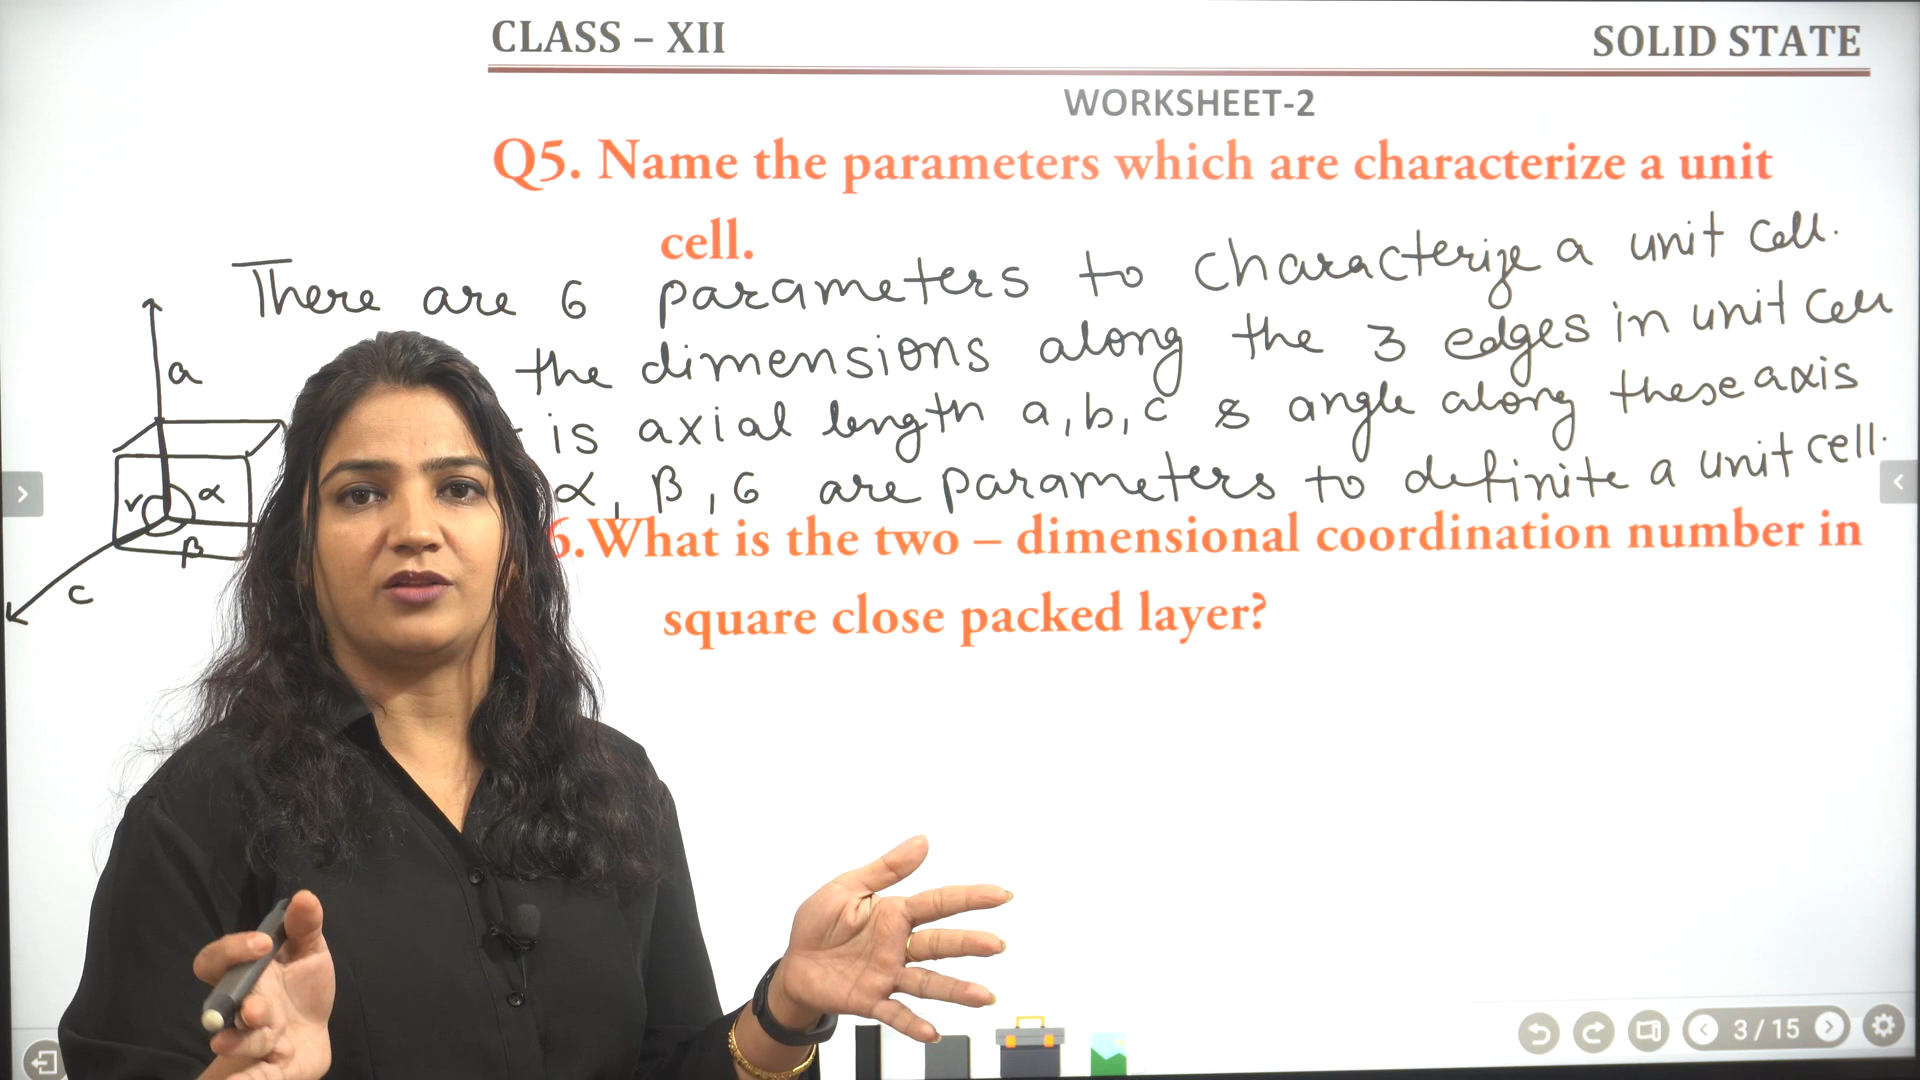 CLASS – XII
SOLID STATE
WORKSHEET-2
Q5. Name the parameters which are characterize a unit
cell.
There are 6 parameters to characterize a unit cell.
the dimensions along the 3 edges in unit cell
is axial length a, b, c & angle along these axis
α, β, 6 are parameters to definite a unit cell.
a
α
β
c
6. What is the two – dimensional coordination number in
square close packed layer?
3 / 15